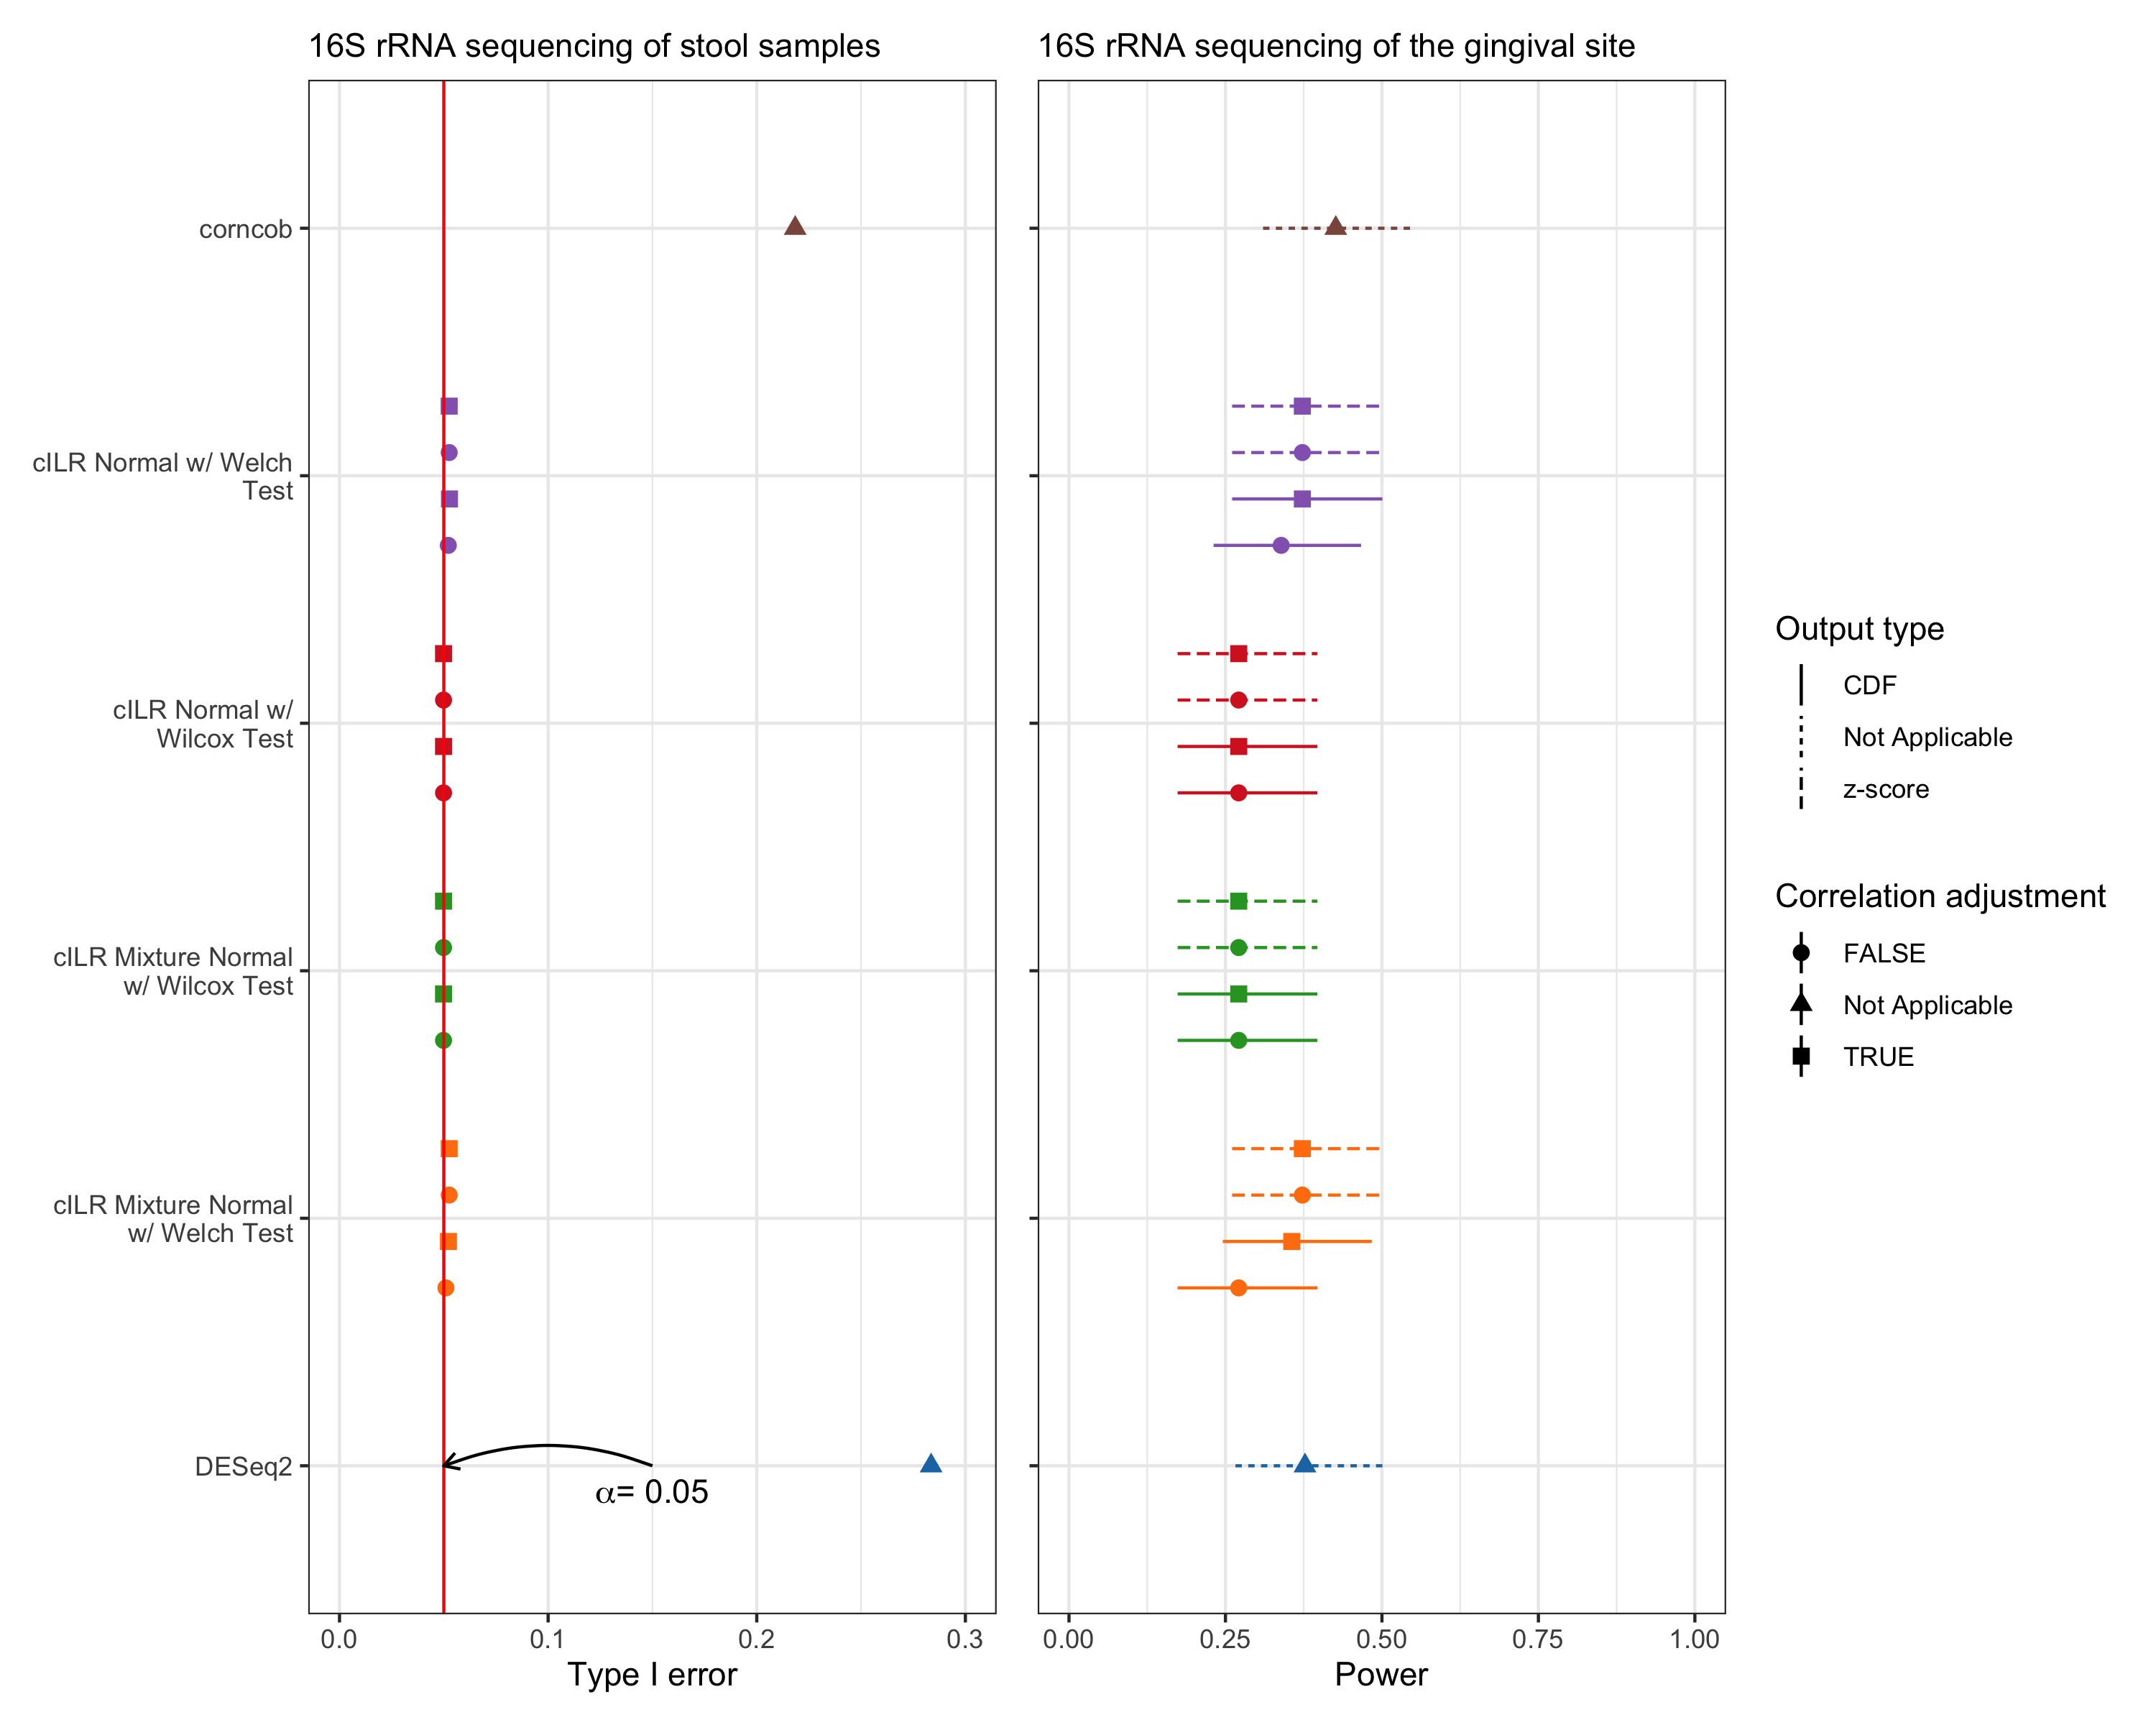 16S rRNA sequencing of stool samples
16S rRNA sequencing of the gingival site
corncob
cILR Normal w/ Welch
Test
cILR Normal w/
Wilcox Test
cILR Mixture Normal
w/ Wilcox Test
cILR Mixture Normal
w/ Welch Test
DESeq2
α= 0.05
0.0 0.1 0.2 0.3
Type I error
0.00 0.25 0.50 0.75 1.00
Power
Output type
CDF
Not Applicable
z-score
Correlation adjustment
FALSE
Not Applicable
TRUE